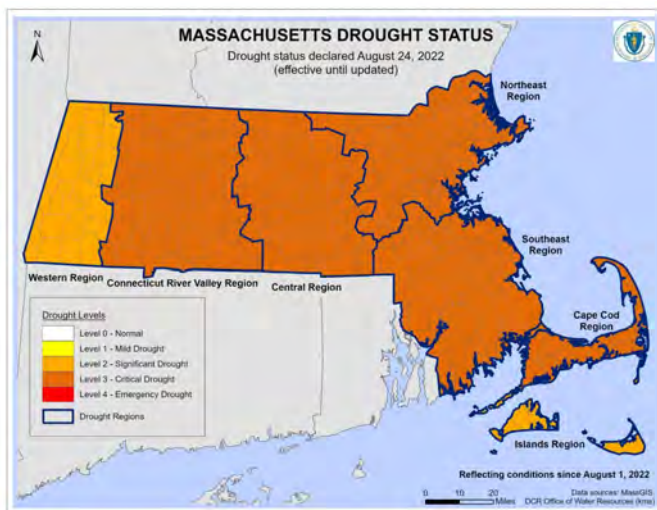 N
MASSACHUSETTS DROUGHT STATUS
Drought status declared August 24, 2022
(effective until updated)
Northeast
Region
Southeast
Region
Cape Cod
Region
Western Region
Connecticut River Valley Region
Central Region
Drought Levels
Level 0 - Normal
Level 1 - Mild Drought
Level 2 - Significant Drought
Level 3 - Critical Drought
Level 4 - Emergency Drought
Drought Regions
Islands Region
Reflecting conditions since August 1, 2022
0 10 20
Miles
Data sources: MassGIS
DCR Office of Water Resources (kms)